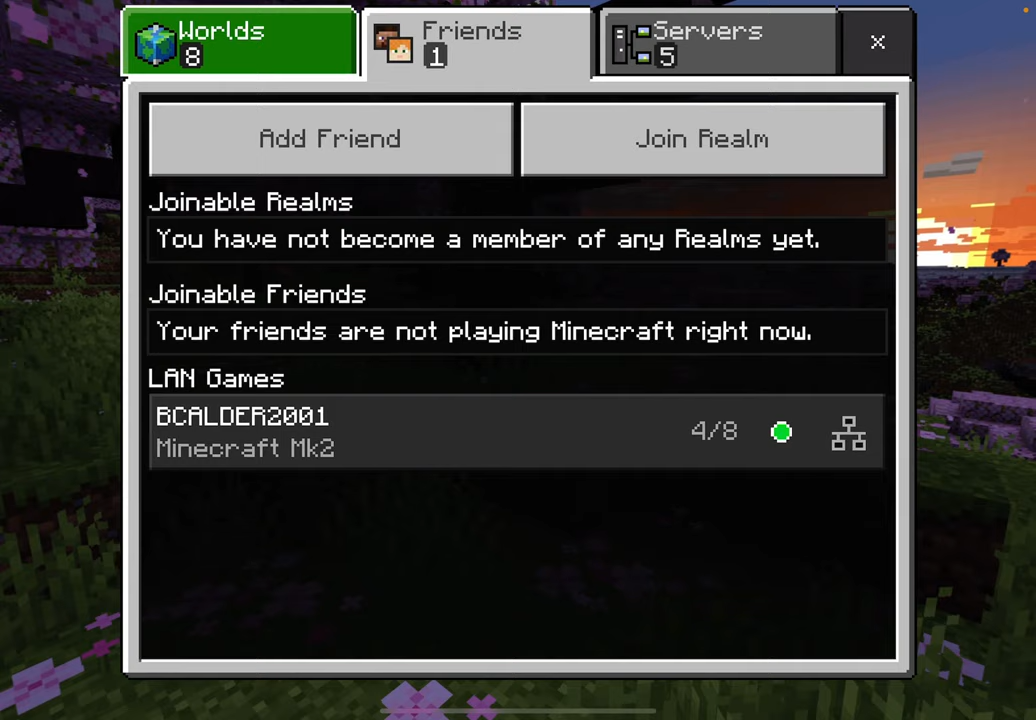 Worlds
8
Friends
1
Servers
5
x
Add Friend
Join Realm
Joinable Realms
You have not become a member of any Realms yet.
Joinable Friends
Your friends are not playing Minecraft right now.
LAN Games
BCALDER2001
Minecraft Mk2
4/8